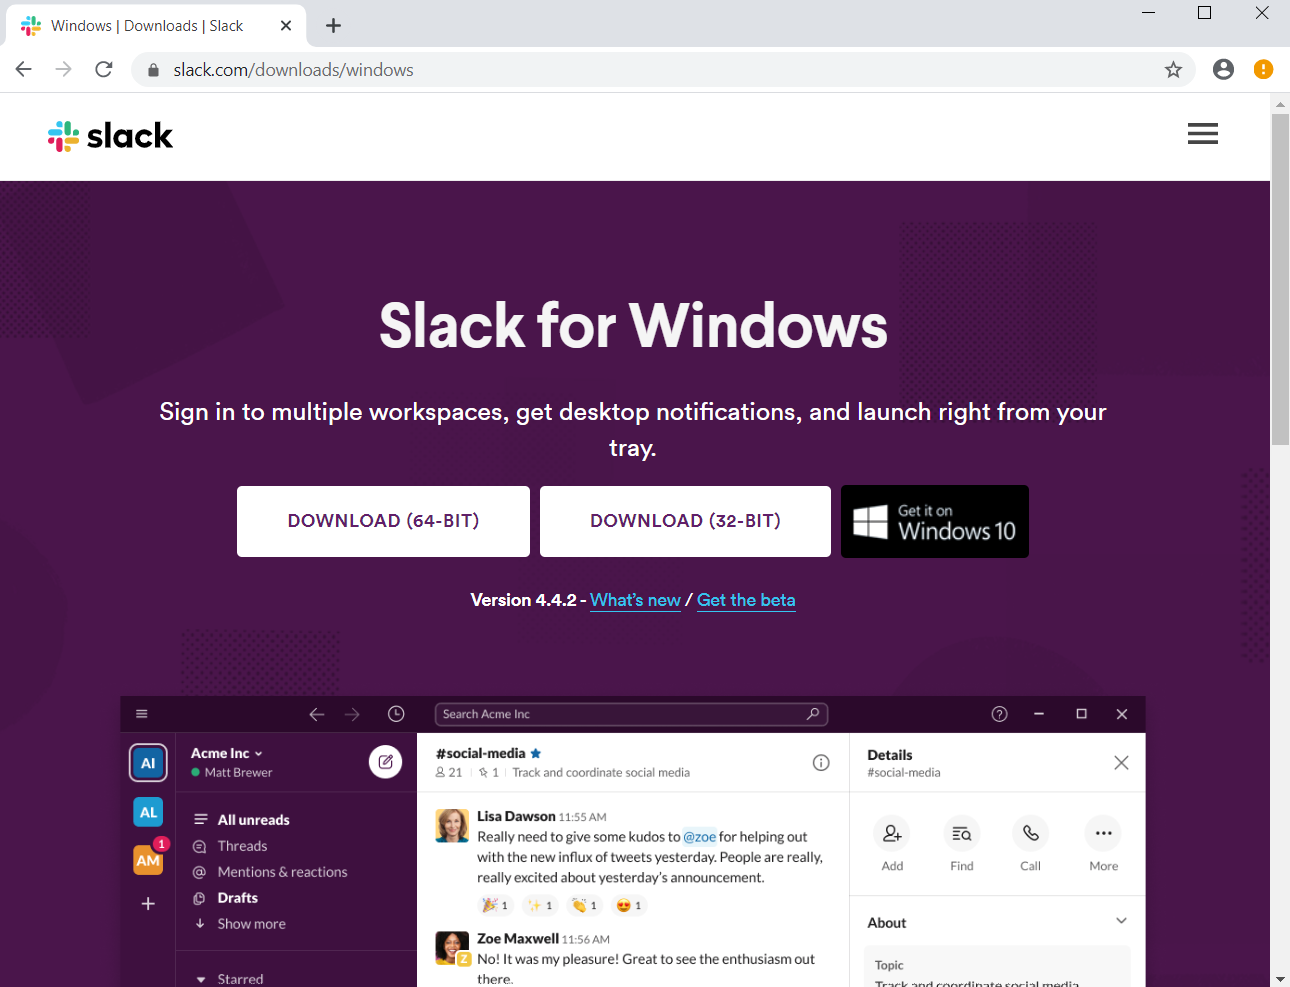 Windows | Downloads | Slack
slack.com/downloads/windows
slack
Slack for Windows
Sign in to multiple workspaces, get desktop notifications, and launch right from your
tray.
DOWNLOAD (64-BIT)
DOWNLOAD (32-BIT)
Get it on
Windows 10
Version 4.4.2 - What's new / Get the beta
Search Acme Inc
AI
AL
1
AM
Acme Inc
Matt Brewer
All unreads
Threads
Mentions & reactions
Drafts
Show more
Starred
#social-media
21 | 1 | Track and coordinate social media
Lisa Dawson 11:55 AM
Really need to give some kudos to @zoe for helping out
with the new influx of tweets yesterday. People are really,
really excited about yesterday's announcement.
1 1 1 1
Zoe Maxwell 11:56 AM
Z
No! It was my pleasure! Great to see the enthusiasm out
there.
Details
#social-media
Add
Find
Call
More
About
Topic
Track and coordinate social media